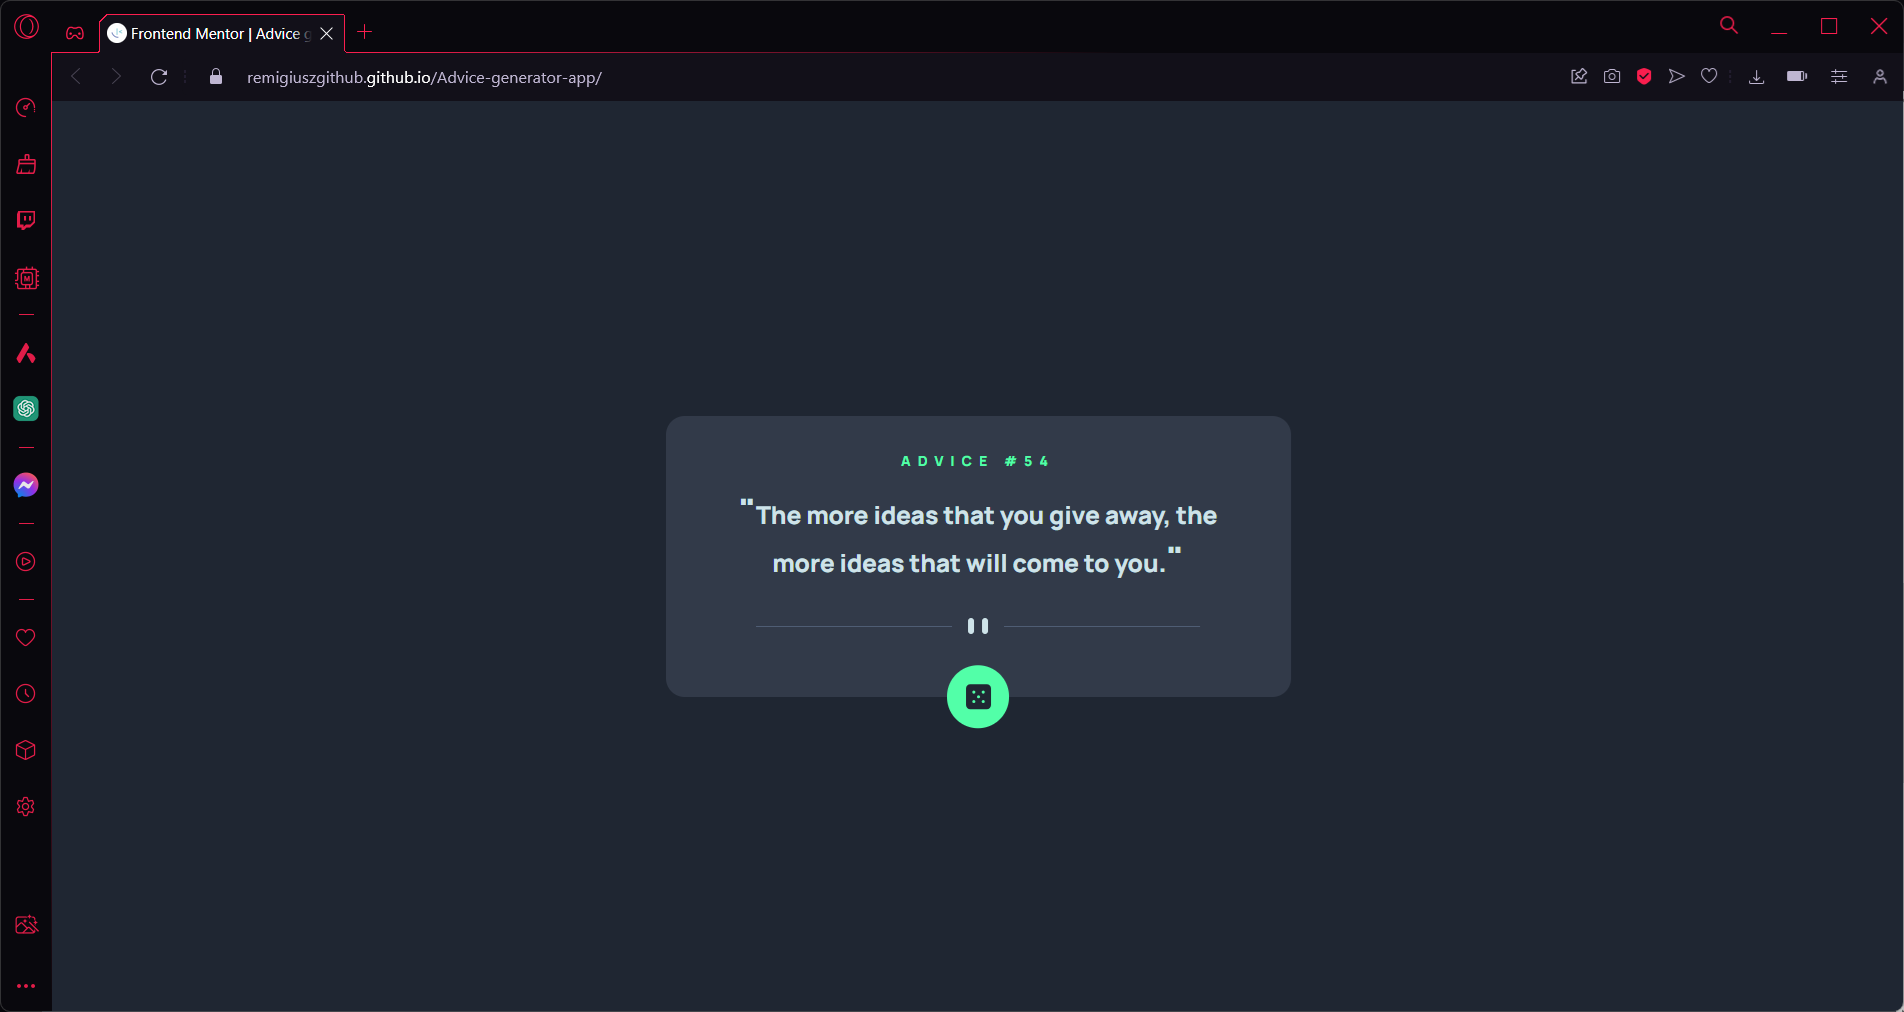 Frontend Mentor | Advice g
remigiuszgithub.github.io/Advice-generator-app/
ADVICE #54
"The more ideas that you give away, the
more ideas that will come to you."